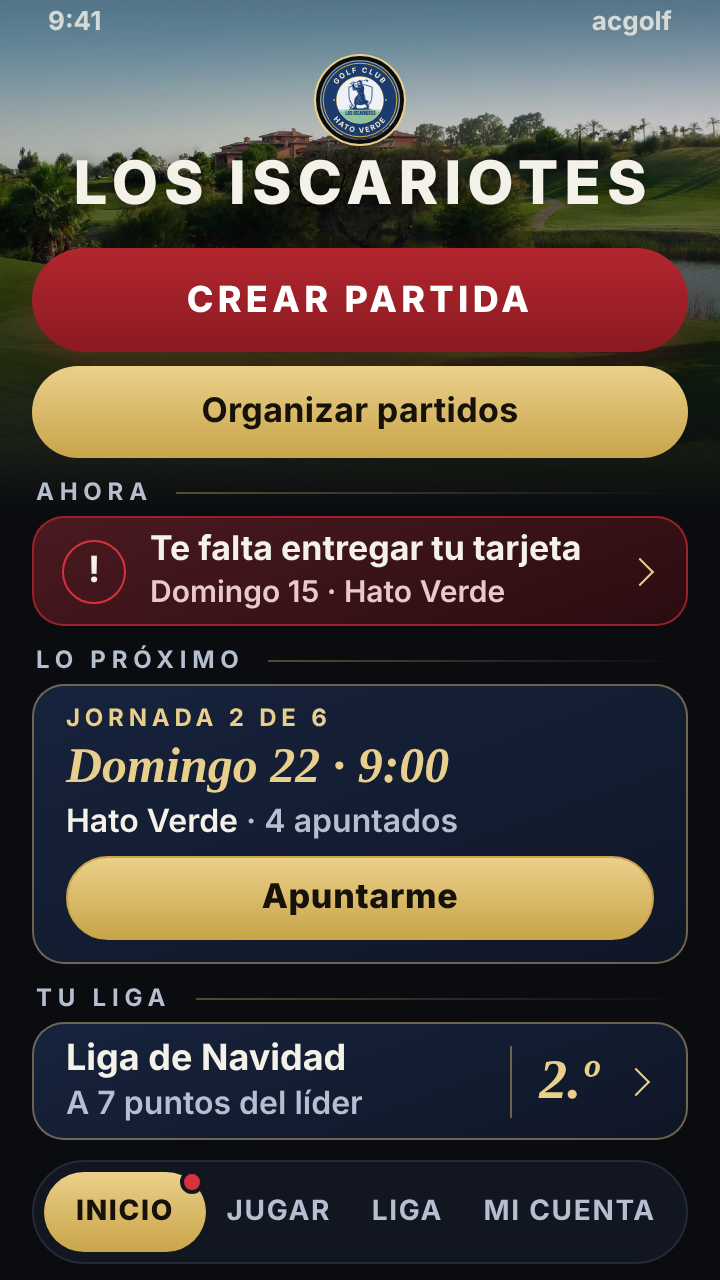 9:41
acgolf
GOLF CLUB
LOS ISCARIOTES
HATO VERDE
LOS ISCARIOTES
CREAR PARTIDA
Organizar partidos
AHORA
!
Te falta entregar tu tarjeta
Domingo 15 · Hato Verde
LO PRÓXIMO
JORNADA 2 DE 6
Domingo 22 · 9:00
Hato Verde · 4 apuntados
Apuntarme
TU LIGA
Liga de Navidad
A 7 puntos del líder
2.º
INICIO
JUGAR
LIGA
MI CUENTA